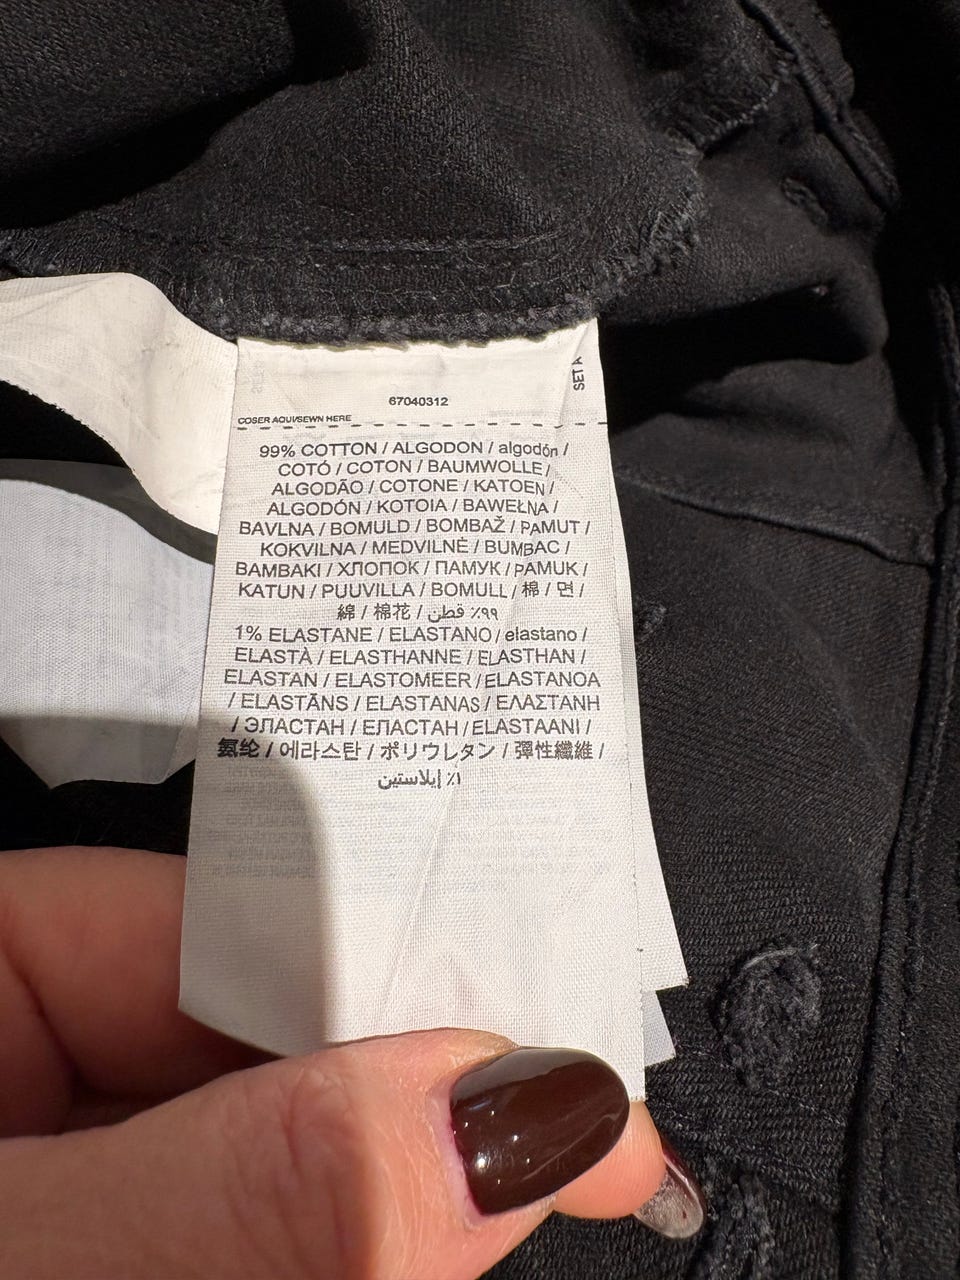 SET A
67040312
COSER AQUI/SEWN HERE
99% COTTON / ALGODON / algodón /
COTÓ / COTON / BAUMWOLLE /
ALGODÃO / COTONE / KATOEN /
ALGODÓN / KOTOIA / BAWEŁNA /
BAVLNA / BOMULD / BOMBAŽ / PAMUT /
KOKVILNA / MEDVILNĖ / BUMBAC /
BAMBAKI / ХЛОПОК / ПАМУК / PAMUK /
KATUN / PUUVILLA / BOMULL / 棉 / 면 /
綿 / 棉花 / ٩٩٪ قطن
1% ELASTANE / ELASTANO / elastano /
ELASTÀ / ELASTHANNE / ELASTHAN /
ELASTAN / ELASTOMEER / ELASTANOA
/ ELASTĀNS / ELASTANAS / ΕΛΑΣΤΑΝΗ
/ ЭЛАСТАН / ЕЛАСТАН / ELASTAANI /
氨纶 / 에라스탄 / ポリウレタン / 彈性纖維 /
١٪ إيلاستين